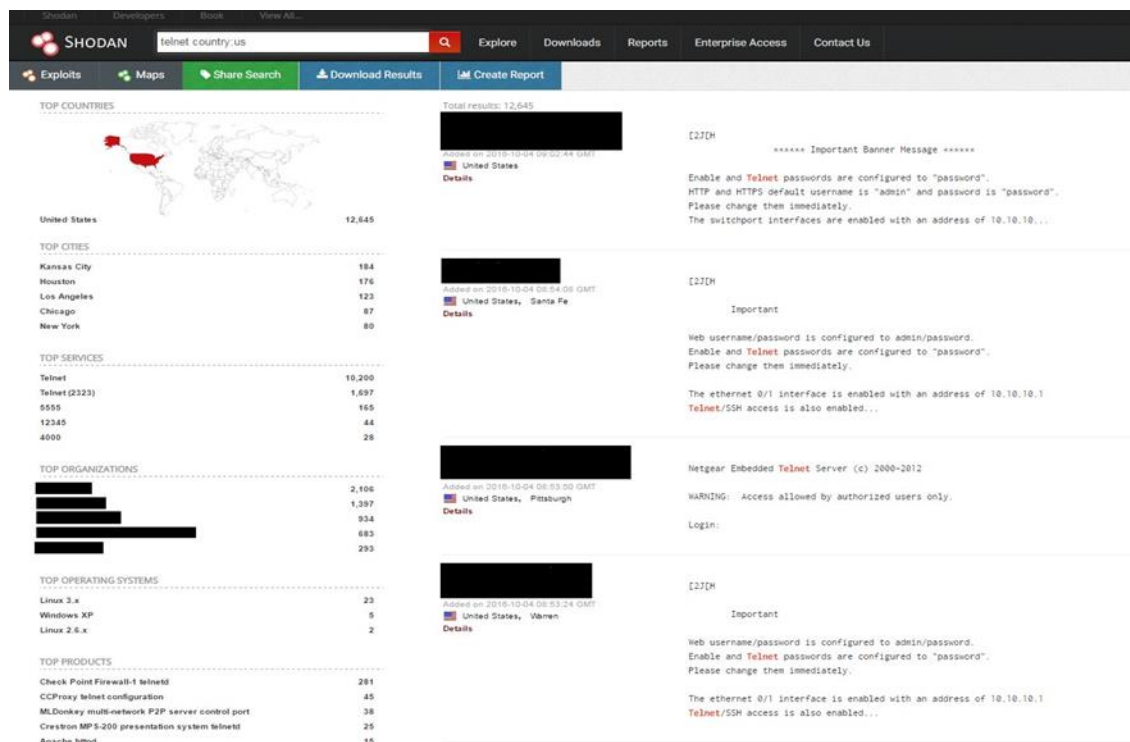 Shodan Developers Book View All...
SHODAN telnet country:us Explore Downloads Reports Enterprise Access Contact Us
Exploits Maps Share Search Download Results Create Report
TOP COUNTRIES
United States 12,645
TOP CITIES
Kansas City 184
Houston 176
Los Angeles 123
Chicago 87
New York 80
TOP SERVICES
Telnet 10,200
Telnet (2323) 1,697
5555 165
12345 44
4000 28
TOP ORGANIZATIONS
2,106
1,397
934
683
293
TOP OPERATING SYSTEMS
Linux 3.x 23
Windows XP 5
Linux 2.6.x 2
TOP PRODUCTS
Check Point Firewall-1 telnetd 281
CCProxy telnet configuration 45
MLDonkey multi-network P2P server control port 38
Crestron MPS-200 presentation system telnetd 25
Apache httpd 15
Total results: 12,645
Added on 2016-10-04 09:02:44 GMT
United States
Details
[2J[H
****** Important Banner Message ******
Enable and Telnet passwords are configured to "password".
HTTP and HTTPS default username is "admin" and password is "password".
Please change them immediately.
The switchport interfaces are enabled with an address of 10.10.10...
Added on 2016-10-04 08:54:08 GMT
United States, Santa Fe
Details
[2J[H
Important
Web username/password is configured to admin/password.
Enable and Telnet passwords are configured to "password".
Please change them immediately.
The ethernet 0/1 interface is enabled with an address of 10.10.10.1
Telnet/SSH access is also enabled...
Added on 2016-10-04 08:53:50 GMT
United States, Pittsburgh
Details
Netgear Embedded Telnet Server (c) 2000~2012
WARNING: Access allowed by authorized users only.
Login:
Added on 2016-10-04 08:53:24 GMT
United States, Warren
Details
[2J[H
Important
Web username/password is configured to admin/password.
Enable and Telnet passwords are configured to "password".
Please change them immediately.
The ethernet 0/1 interface is enabled with an address of 10.10.10.1
Telnet/SSH access is also enabled...